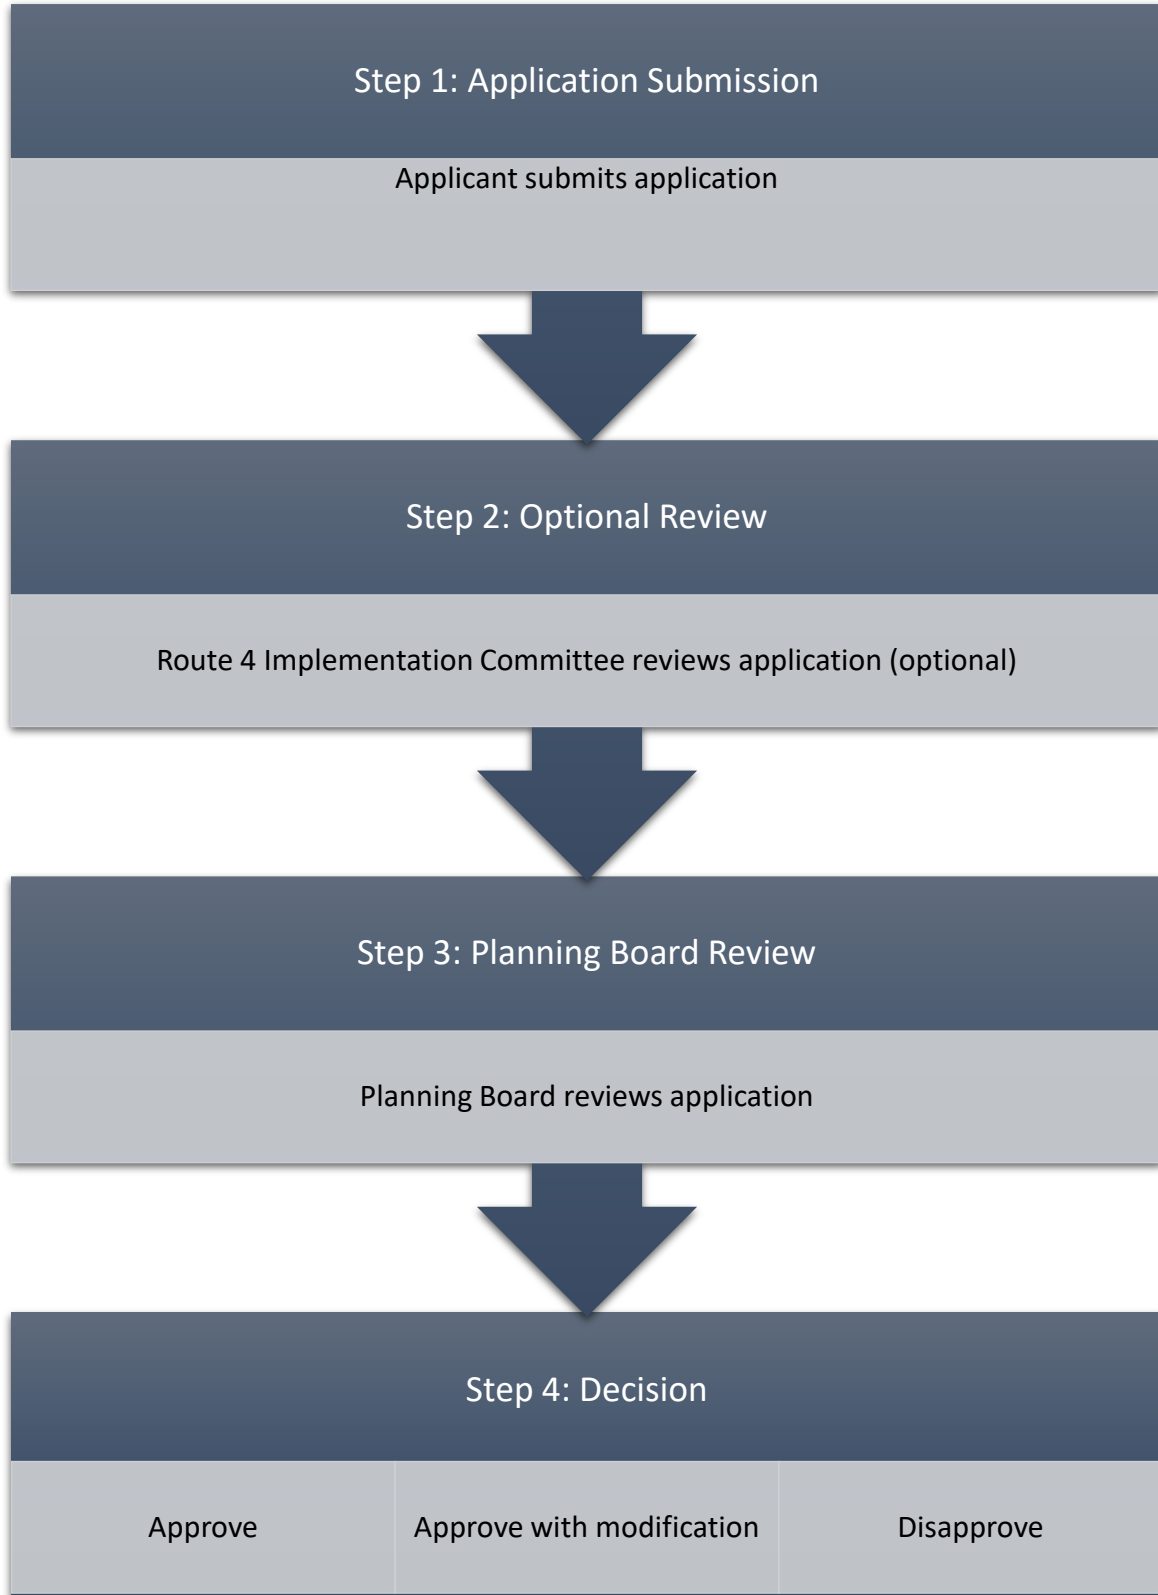 Step 1: Application Submission
Applicant submits application
Step 2: Optional Review
Route 4 Implementation Committee reviews application (optional)
Step 3: Planning Board Review
Planning Board reviews application
Step 4: Decision
Approve
Approve with modification
Disapprove